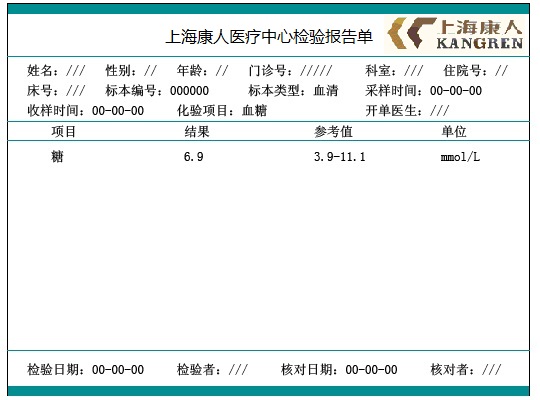 上海康人医疗中心检验报告单 上海康人
KANGREN
姓名：/// 性别：// 年龄：// 门诊号：///// 科室：/// 住院号：//
床号：/// 标本编号：000000 标本类型：血清 采样时间：00-00-00
收样时间：00-00-00 化验项目：血糖 开单医生：///
项目 结果 参考值 单位
糖 6.9 3.9-11.1 mmol/L
检验日期：00-00-00 检验者：/// 核对日期：00-00-00 核对者：///